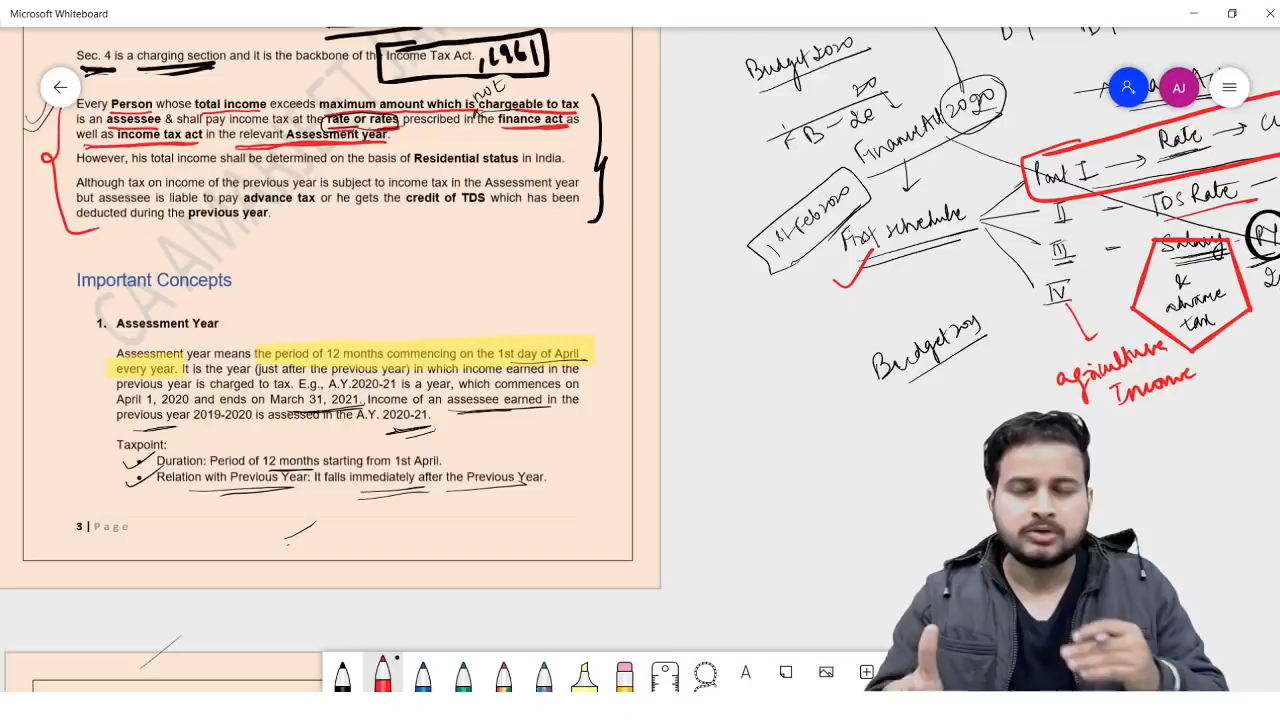 Microsoft Whiteboard
Sec. 4 is a charging section and it is the backbone of the Income Tax Act.
, 1961
not
Every Person whose total income exceeds maximum amount which is chargeable to tax
is an assessee & shall pay income tax at the rate or rates prescribed in the finance act as
well as income tax act in the relevant Assessment year.
However, his total income shall be determined on the basis of Residential status in India.
Although tax on income of the previous year is subject to income tax in the Assessment year
but assessee is liable to pay advance tax or he gets the credit of TDS which has been
deducted during the previous year.
Important Concepts
1. Assessment Year
Assessment year means the period of 12 months commencing on the 1st day of April
every year. It is the year (just after the previous year) in which income earned in the
previous year is charged to tax. E.g., A.Y.2020-21 is a year, which commences on
April 1, 2020 and ends on March 31, 2021. Income of an assessee earned in the
previous year 2019-2020 is assessed in the A.Y. 2020-21.
Taxpoint:
• Duration: Period of 12 months starting from 1st April.
• Relation with Previous Year: It falls immediately after the Previous Year.
3 | Page
Budget 2020
FB - 20
20
Finance Act 2020
1st Feb 2020
First schedule
Part I → Rate →
II - TDS Rate -
III - Salary - PY
& advance tax
IV
agriculture
Income
AJ
A